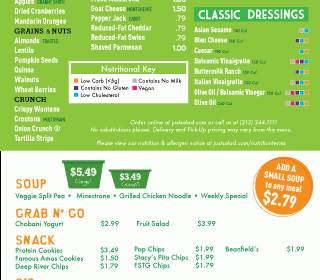 Apples GRANNY SMITH
Dried Cranberries
Mandarin Oranges
GRAINS & NUTS
Almonds TOASTED
Lentils
Pumpkin Seeds
Quinoa
Walnuts
Wheat Berries
CRUNCH
Crispy Wontons
Croutons MULTIGRAIN
Onion Crunch
Tortilla Strips
Goat Cheese MONTCHEVRE 1.50
Pepper Jack CABOT .79
Reduced-Fat Cheddar .79
Reduced-Fat Swiss .79
Shaved Parmesan 1.00
Nutritional Key
Low Carb (<5g)
Contains No Milk
Contains No Gluten
Vegan
Low Cholesterol
CLASSIC DRESSINGS
Asian Sesame
Bleu Cheese
Caesar
Balsamic Vinaigrette
Buttermilk Ranch
Italian Vinaigrette
Olive Oil / Balsamic Vinegar
Olive Oil
Order online at justsalad.com or call us at (212) 244-1111
No substitutions please. Delivery and Pick-Up pricing may vary from this menu.
Please view our nutrition & allergen notice at justsalad.com/nutritionterms
SOUP
$5.49
(large)
$3.49
(small)
Veggie Split Pea • Minestrone • Grilled Chicken Noodle • Weekly Special
ADD A
SMALL SOUP
to any meal
$2.79
GRAB N' GO
Chobani Yogurt $2.99 Fruit Salad $3.99
SNACK
Protein Cookies $3.49 Pop Chips $1.99 Beanfield's $1.99
Famous Amos Cookies $1.50 Stacy's Pita Chips $1.99
Deep River Chips $1.79 FSTG Chips $1.79